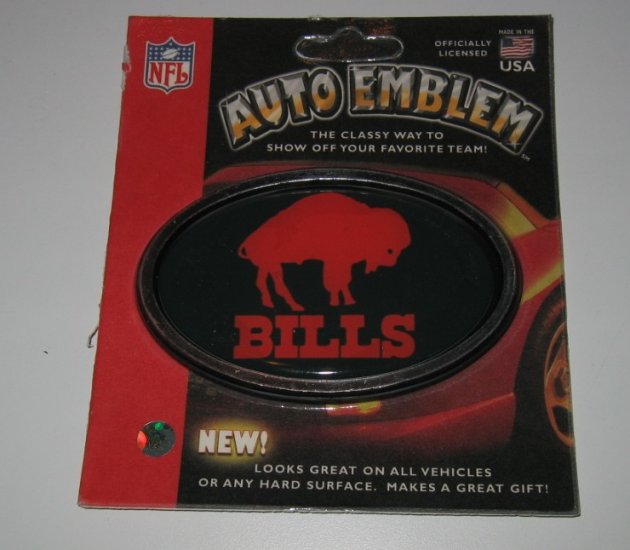 NFL
OFFICIALLY
LICENSED
MADE IN THE
USA
AUTO EMBLEM
THE CLASSY WAY TO
SHOW OFF YOUR FAVORITE TEAM!
BILLS
NEW!
LOOKS GREAT ON ALL VEHICLES
OR ANY HARD SURFACE. MAKES A GREAT GIFT!